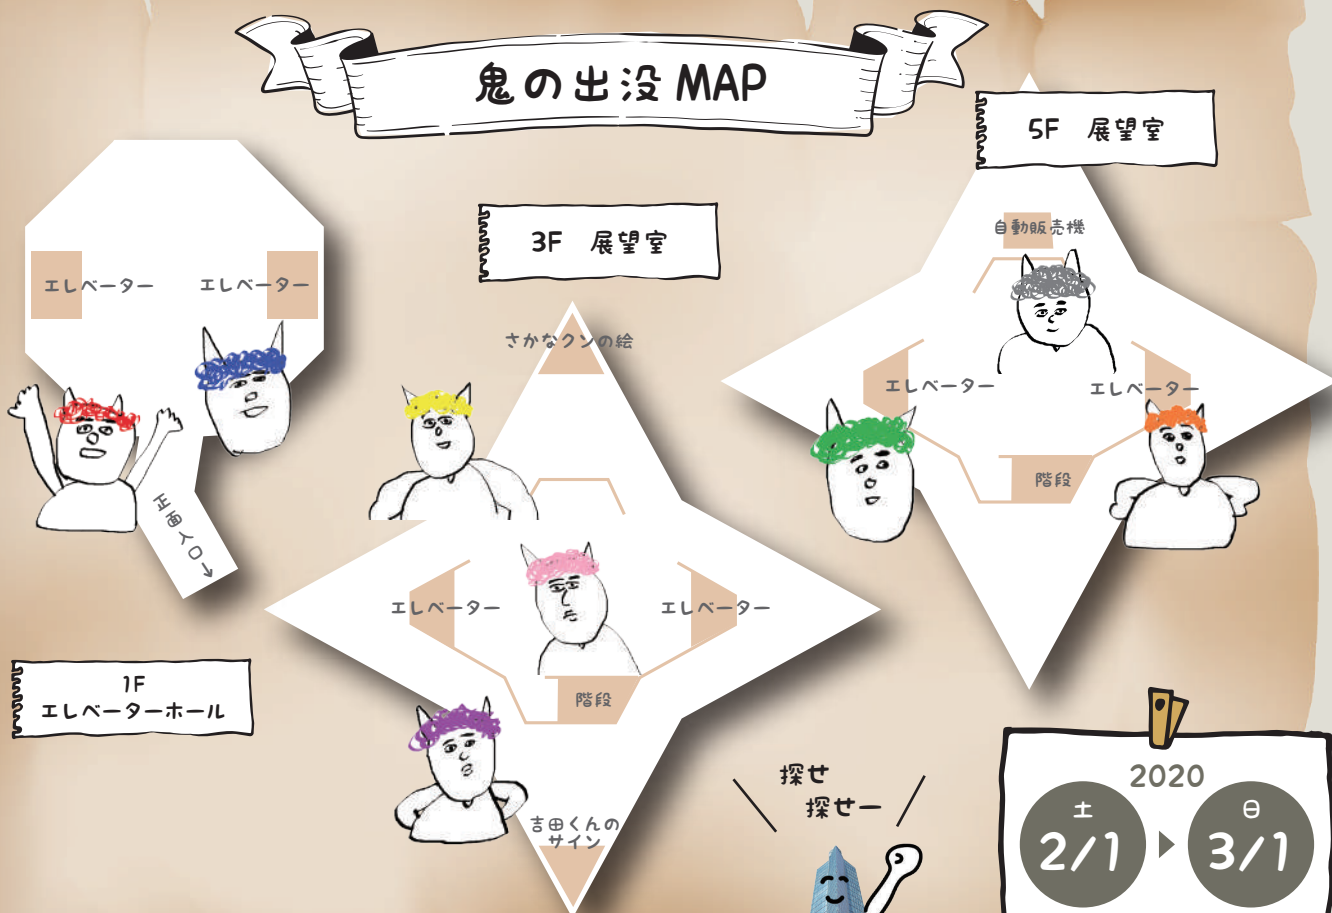 鬼の出没 MAP
5F 展望室
自動販売機
エレベーター
エレベーター
階段
3F 展望室
さかなクンの絵
エレベーター
エレベーター
階段
吉田くんの
サイン
エレベーター
エレベーター
正面入口→
1F
エレベーターホール
探せ
探せー
2020
土
2/1
日
3/1